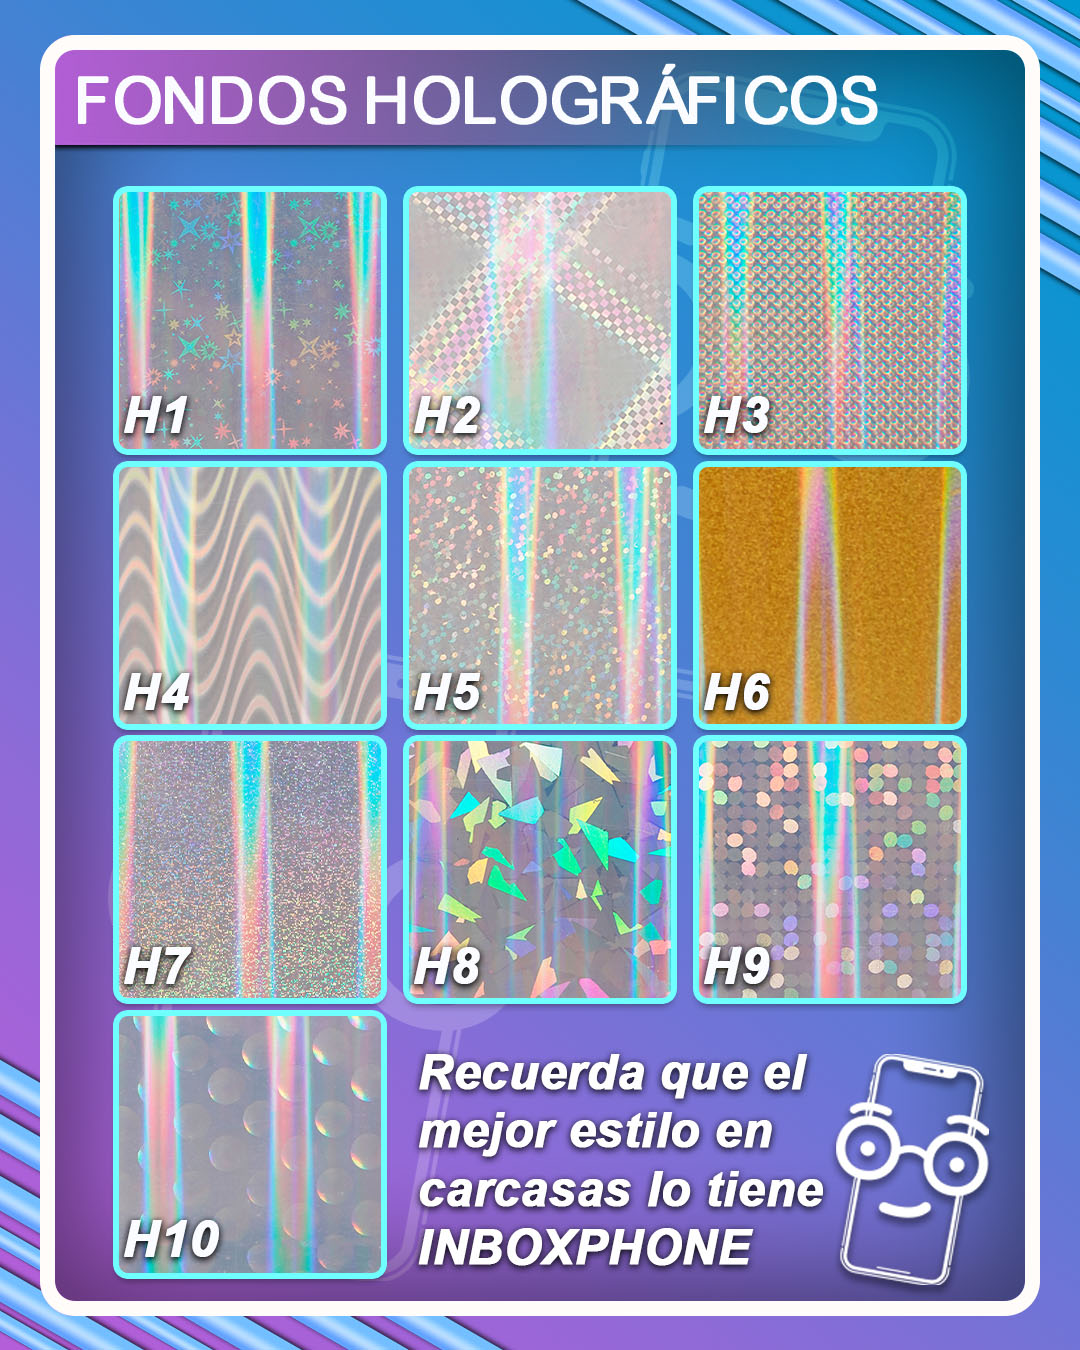 FONDOS HOLOGRÁFICOS
H1
H2
H3
H4
H5
H6
H7
H8
H9
H10
Recuerda que el
mejor estilo en
carcasas lo tiene
INBOXPHONE